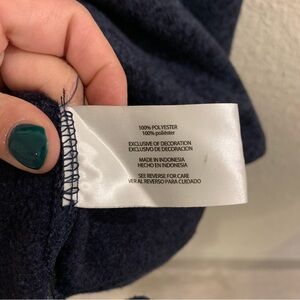 100% POLYESTER
100% poliéster
EXCLUSIVE OF DECORATION
EXCLUSIVO DE DECORACION
MADE IN INDONESIA
HECHO EN INDONESIA
SEE REVERSE FOR CARE
VER AL REVERSO PARA CUIDADO